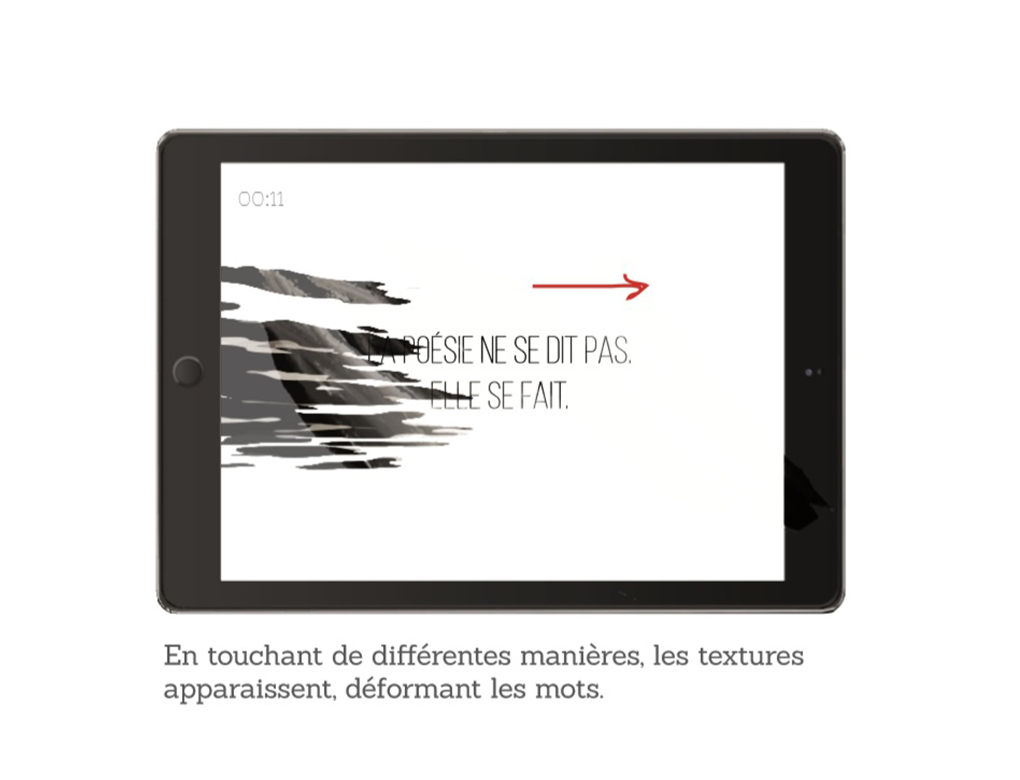 00:11
LA POÉSIE NE SE DIT PAS.
ELLE SE FAIT.
En touchant de différentes manières, les textures
apparaissent, déformant les mots.